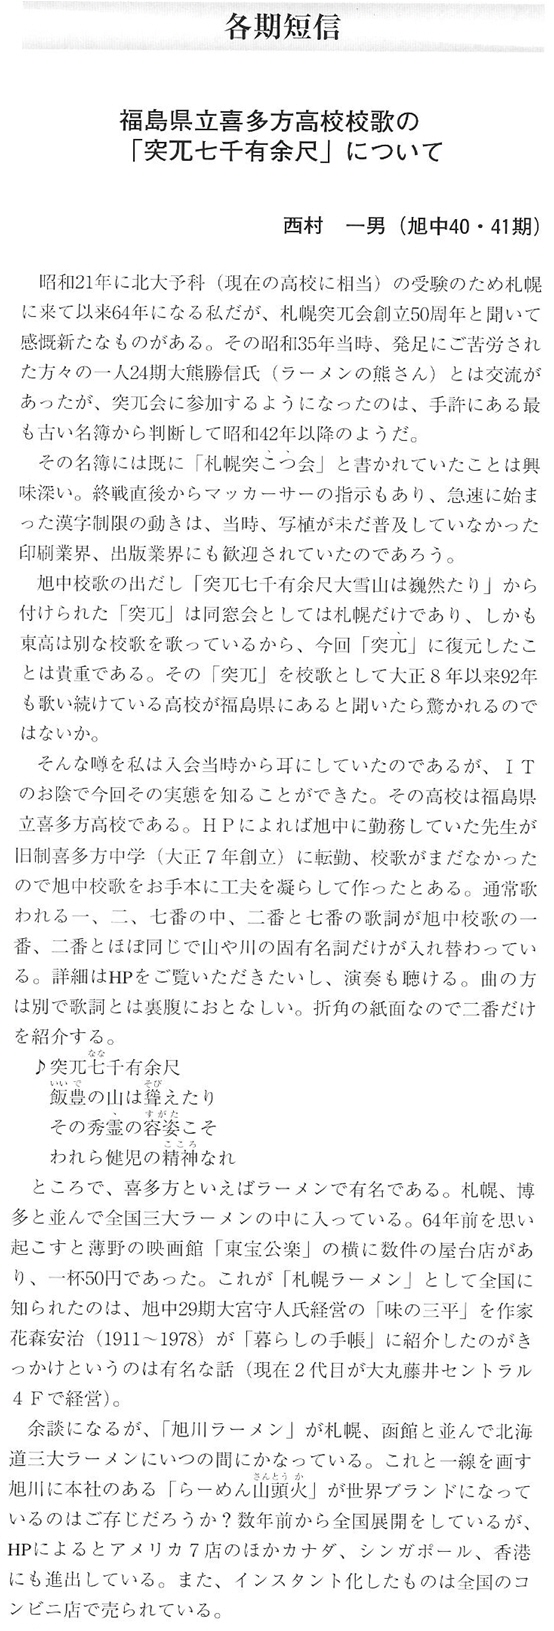 各期短信
福島県立喜多方高校校歌の
「突兀七千有余尺」について
西村　一男（旭中40・41期）
昭和21年に北大予科（現在の高校に相当）の受験のため札幌
に来て以来64年になる私だが、札幌突兀会創立50周年と聞いて
感慨新たなものがある。その昭和35年当時、発足にご苦労され
た方々の一人24期大熊勝信氏（ラーメンの熊さん）とは交流が
あったが、突兀会に参加するようになったのは、手許にある最
も古い名簿から判断して昭和42年以降のようだ。
その名簿には既に「札幌突こつ会」と書かれていたことは興
味深い。終戦直後からマッカーサーの指示もあり、急速に始ま
った漢字制限の動きは、当時、写植が未だ普及していなかった
印刷業界、出版業界にも歓迎されていたのであろう。
旭中校歌の出だし「突兀七千有余尺大雪山は巍然たり」から
付けられた「突兀」は同窓会としては札幌だけであり、しかも
東高は別な校歌を歌っているから、今回「突兀」に復元したこ
とは貴重である。その「突兀」を校歌として大正８年以来92年
も歌い続けている高校が福島県にあると聞いたら驚かれるので
はないか。
そんな噂を私は入会当時から耳にしていたのであるが、ＩＴ
のお陰で今回その実態を知ることができた。その高校は福島県
立喜多方高校である。ＨＰによれば旭中に勤務していた先生が
旧制喜多方中学（大正７年創立）に転勤、校歌がまだなかった
ので旭中校歌をお手本に工夫を凝らして作ったとある。通常歌
われる一、二、七番の中、二番と七番の歌詞が旭中校歌の一
番、二番とほぼ同じで山や川の固有名詞だけが入れ替わってい
る。詳細はHPをご覧いただきたいし、演奏も聴ける。曲の方
は別で歌詞とは裏腹におとなしい。折角の紙面なので二番だけ
を紹介する。
なな
♪突兀七千有余尺
いいで　そび
飯豊の山は聳えたり
すがた
その秀霊の容姿こそ
こころ
われら健児の精神なれ
ところで、喜多方といえばラーメンで有名である。札幌、博
多と並んで全国三大ラーメンの中に入っている。64年前を思い
起こすと薄野の映画館「東宝公楽」の横に数件の屋台店があ
り、一杯50円であった。これが「札幌ラーメン」として全国に
知られたのは、旭中29期大宮守人氏経営の「味の三平」を作家
花森安治（1911～1978）が「暮らしの手帳」に紹介したのがき
っかけというのは有名な話（現在２代目が大丸藤井セントラル
４Ｆで経営）。
余談になるが、「旭川ラーメン」が札幌、函館と並んで北海
道三大ラーメンにいつの間にかなっている。これと一線を画す
さんとうか
旭川に本社のある「らーめん山頭火」が世界ブランドになって
いるのはご存じだろうか？数年前から全国展開をしているが、
HPによるとアメリカ７店のほかカナダ、シンガポール、香港
にも進出している。また、インスタント化したものは全国のコ
ンビニ店で売られている。